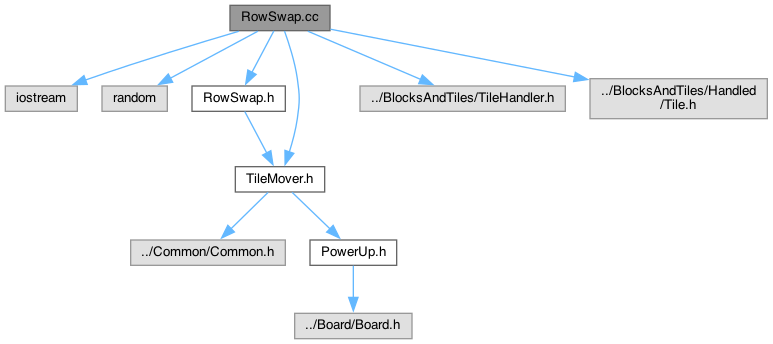 RowSwap.cc
iostream
random
RowSwap.h
../BlocksAndTiles/TileHandler.h
../BlocksAndTiles/Handled
/Tile.h
TileMover.h
../Common/Common.h
PowerUp.h
../Board/Board.h